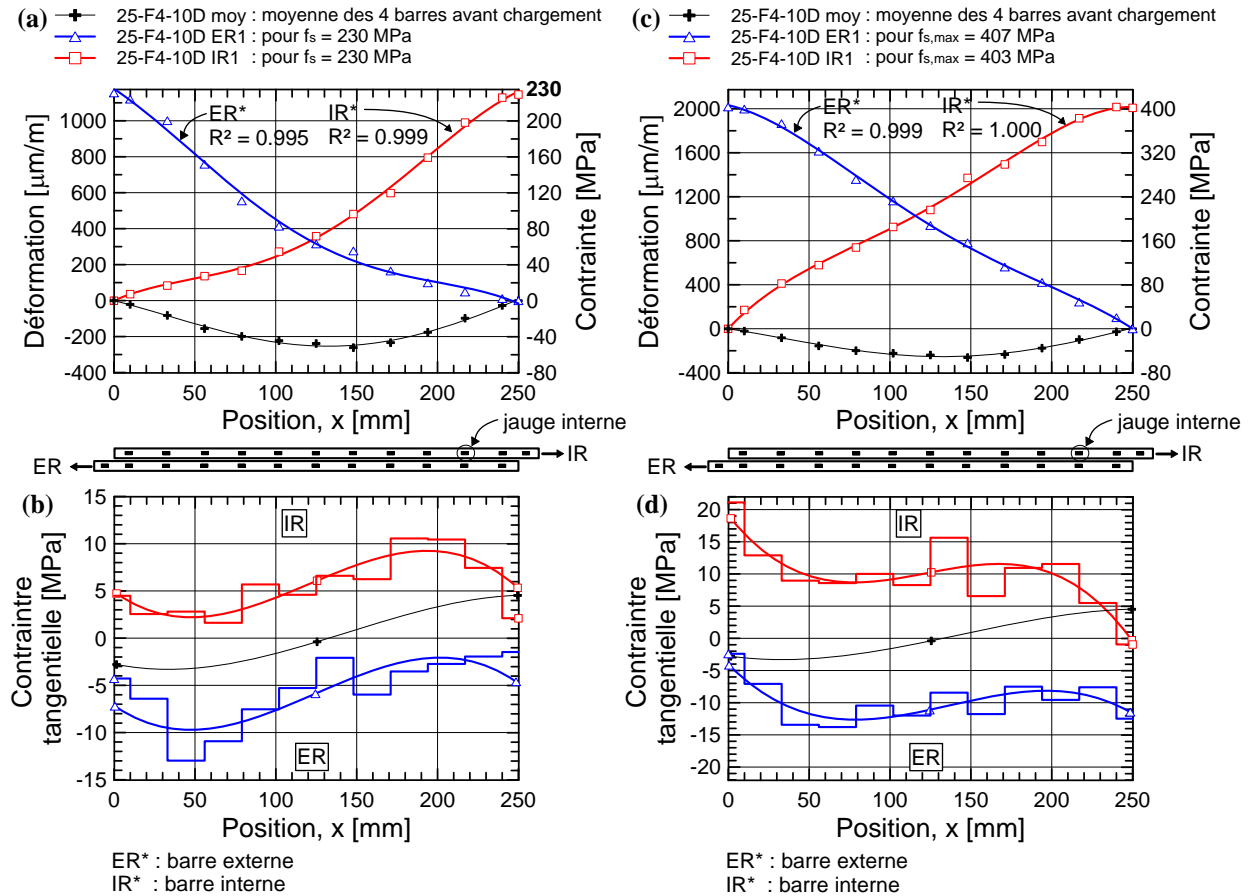 (a)
25-F4-10D moy : moyenne des 4 barres avant chargement
25-F4-10D ER1 : pour fs = 230 MPa
25-F4-10D IR1 : pour fs = 230 MPa
230
ER*
R² = 0.995
IR*
R² = 0.999
1000
800
600
400
200
0
-200
-400
Déformation [μm/m]
200
160
120
80
40
0
-40
-80
Contrainte [MPa]
0 50 100 150 200 250
Position, x [mm]
jauge interne
IR
ER
(b)
IR
ER
15
10
5
0
-5
-10
-15
Contrainte
tangentielle [MPa]
0 50 100 150 200 250
Position, x [mm]
ER* : barre externe
IR* : barre interne
(c)
25-F4-10D moy : moyenne des 4 barres avant chargement
25-F4-10D ER1 : pour fs,max = 407 MPa
25-F4-10D IR1 : pour fs,max = 403 MPa
ER*
R² = 0.999
IR*
R² = 1.000
2000
1600
1200
800
400
0
-400
Déformation [μm/m]
400
320
240
160
80
0
-80
Contrainte [MPa]
0 50 100 150 200 250
Position, x [mm]
jauge interne
IR
ER
(d)
IR
ER
20
15
10
5
0
-5
-10
-15
-20
Contrainte
tangentielle [MPa]
0 50 100 150 200 250
Position, x [mm]
ER* : barre externe
IR* : barre interne